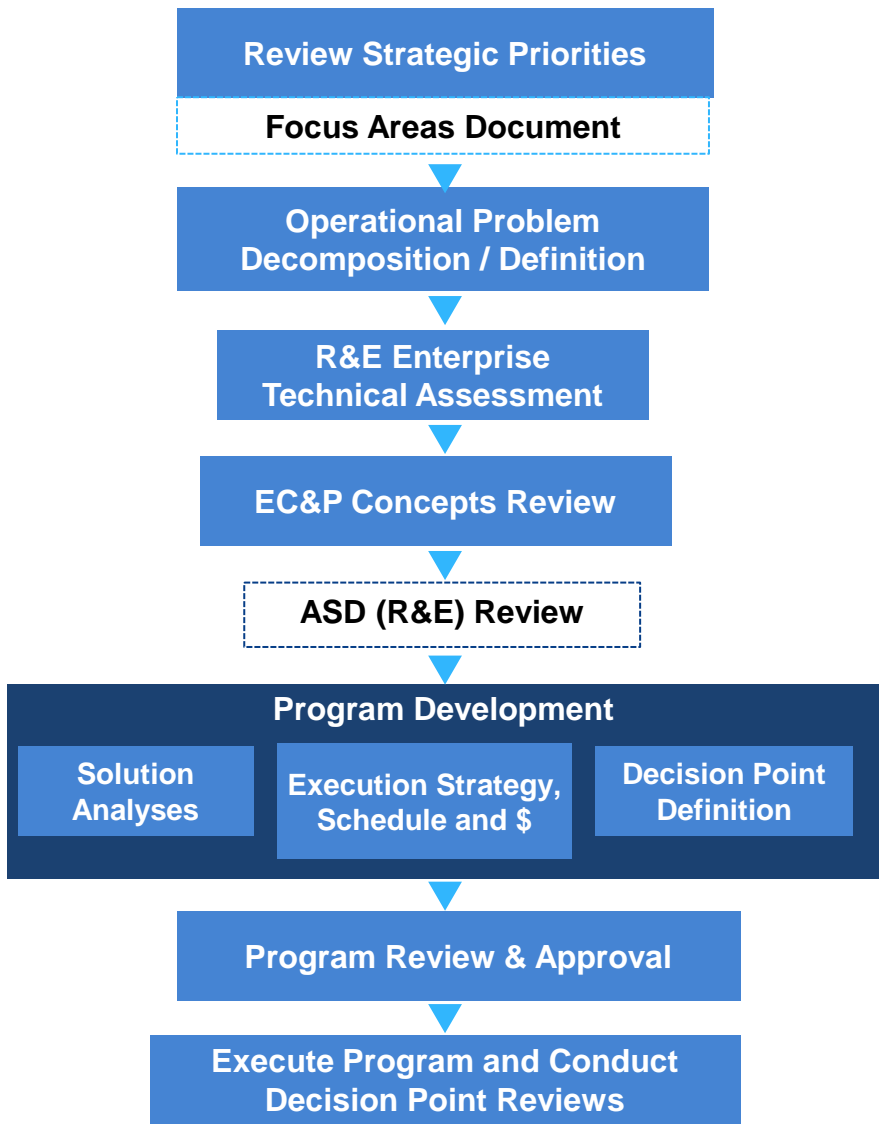 Review Strategic Priorities
Focus Areas Document
Operational Problem
Decomposition / Definition
R&E Enterprise
Technical Assessment
EC&P Concepts Review
ASD (R&E) Review
Program Development
Solution
Analyses
Execution Strategy,
Schedule and $
Decision Point
Definition
Program Review & Approval
Execute Program and Conduct
Decision Point Reviews